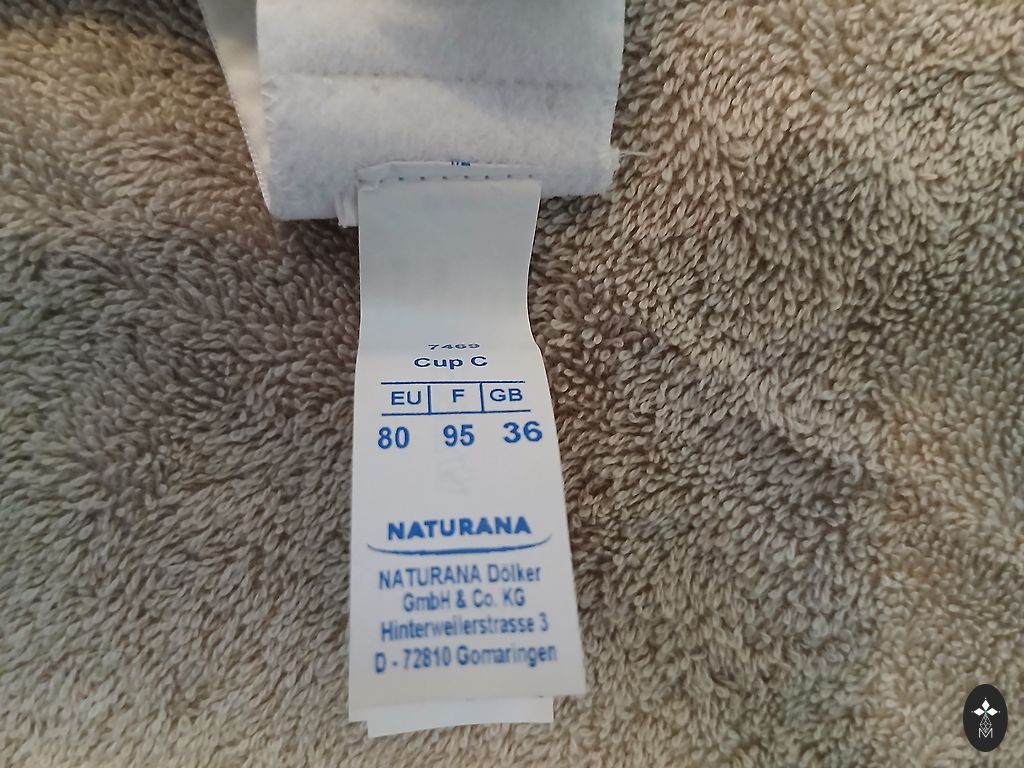 7469
Cup C
EU F GB
80 95 36
NATURANA
NATURANA Dölker
GmbH & Co. KG
Hinterweilerstrasse 3
D - 72810 Gomaringen
M